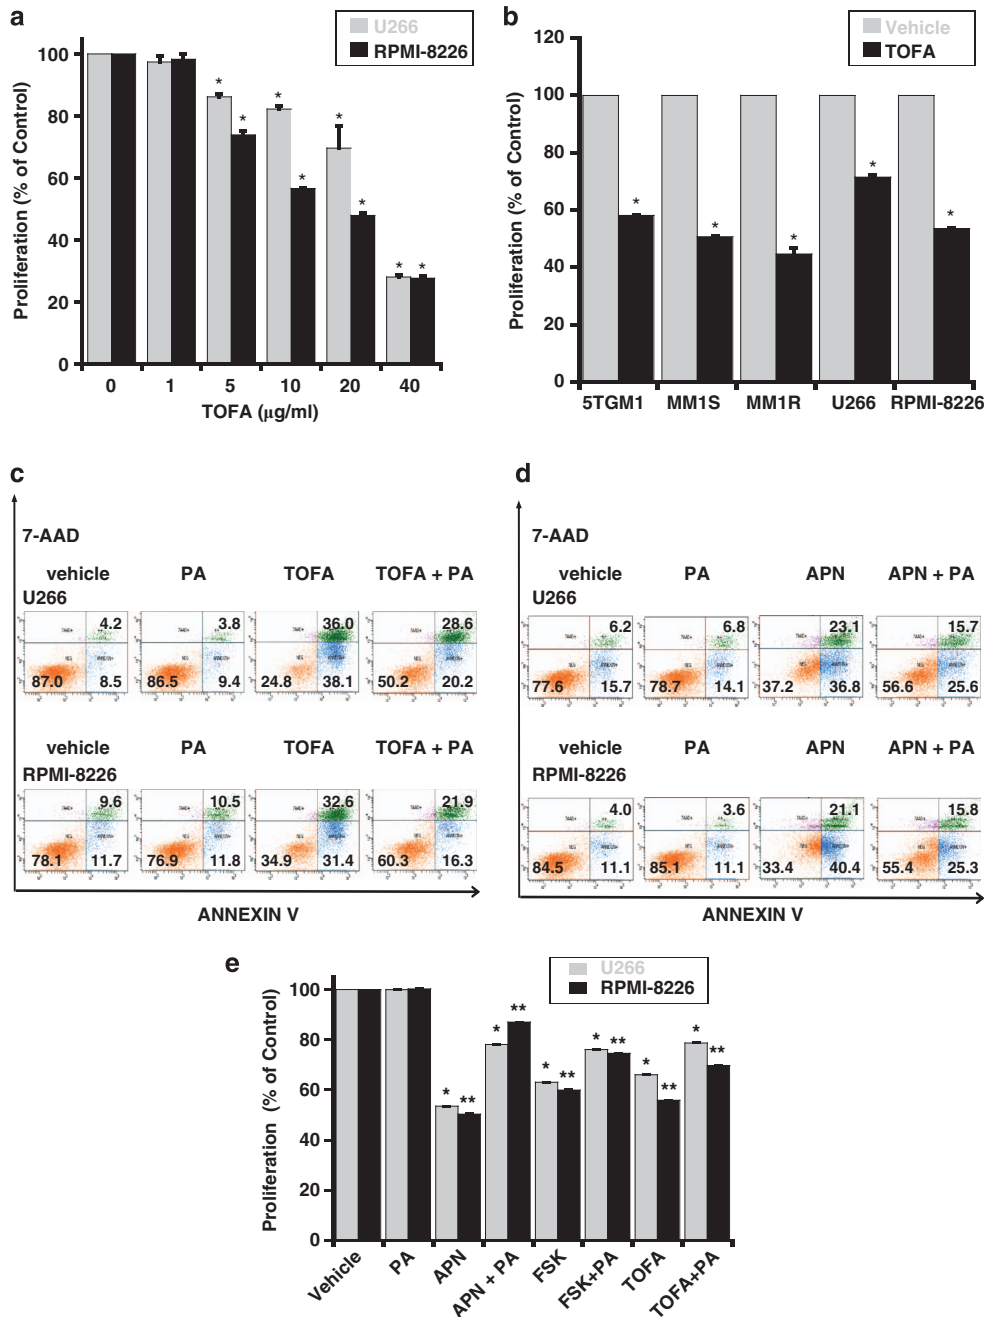 a
U266
RPMI-8226
Proliferation (% of Control)
100
80
60
40
20
0
0 1 5 10 20 40
TOFA (µg/ml)
* * * * * * * *
b
Vehicle
TOFA
Proliferation (% of Control)
120
100
80
60
40
20
0
* * * * *
5TGM1 MM1S MM1R U266 RPMI-8226
c
7-AAD
vehicle PA TOFA TOFA + PA
U266
4.2 3.8 36.0 28.6
87.0 8.5 86.5 9.4 24.8 38.1 50.2 20.2
vehicle PA TOFA TOFA + PA
RPMI-8226
9.6 10.5 32.6 21.9
78.1 11.7 76.9 11.8 34.9 31.4 60.3 16.3
ANNEXIN V
d
7-AAD
vehicle PA APN APN + PA
U266
6.2 6.8 23.1 15.7
77.6 15.7 78.7 14.1 37.2 36.8 56.6 25.6
vehicle PA APN APN + PA
RPMI-8226
4.0 3.6 21.1 15.8
84.5 11.1 85.1 11.1 33.4 40.4 55.4 25.3
ANNEXIN V
e
U266
RPMI-8226
Proliferation (% of Control)
100
80
60
40
20
0
* ** * ** * ** * ** * ** * **
Vehicle PA APN APN + PA FSK FSK+PA TOFA TOFA+PA